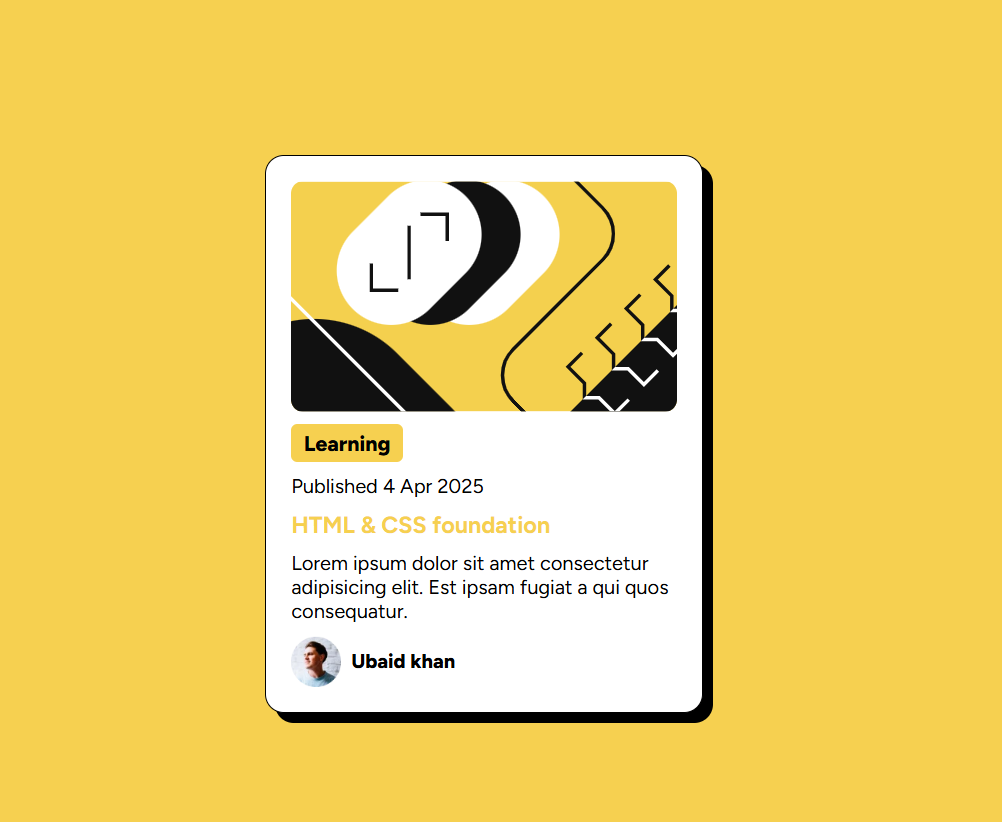 Learning
Published 4 Apr 2025
HTML & CSS foundation
Lorem ipsum dolor sit amet consectetur
adipisicing elit. Est ipsam fugiat a qui quos
consequatur.
Ubaid khan